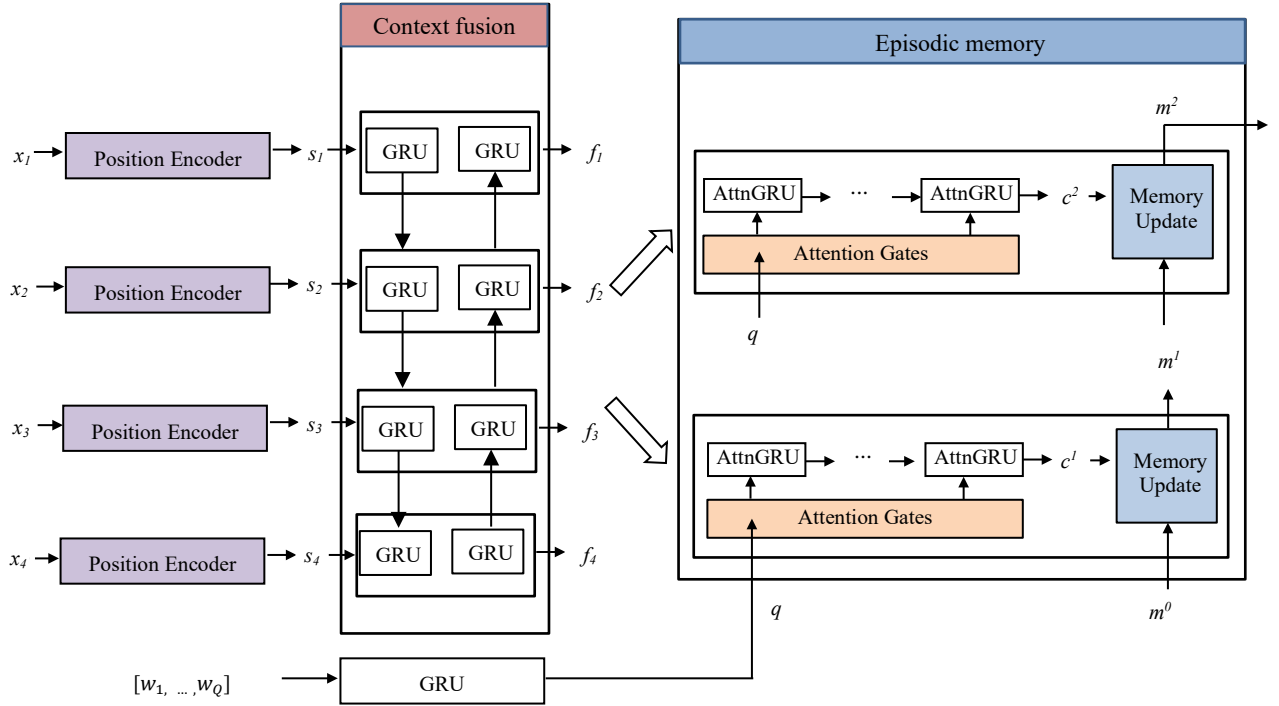 Context fusion
Episodic memory
x1
Position Encoder
s1
GRU
GRU
f1
x2
Position Encoder
s2
GRU
GRU
f2
x3
Position Encoder
s3
GRU
GRU
f3
x4
Position Encoder
s4
GRU
GRU
f4
[w1, ... ,wQ]
GRU
q
m2
AttnGRU
...
AttnGRU
c2
Memory
Update
Attention Gates
q
m1
AttnGRU
...
AttnGRU
c1
Memory
Update
Attention Gates
m0